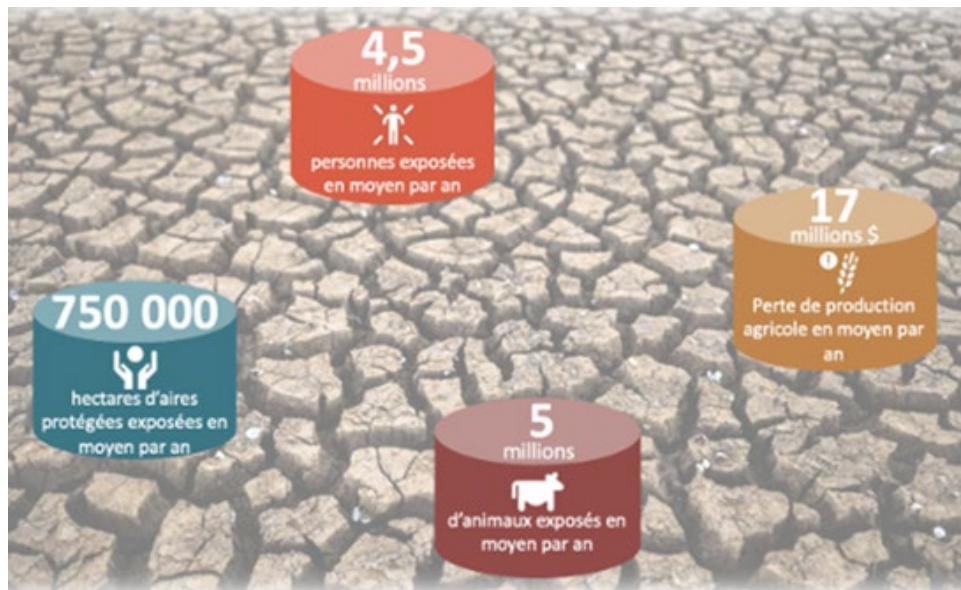 4,5
millions
personnes exposées
en moyen par an
17
millions $
Perte de production
agricole en moyen par
an
750 000
hectares d'aires
protégées exposées en
moyen par an
5
millions
d'animaux exposés en
moyen par an